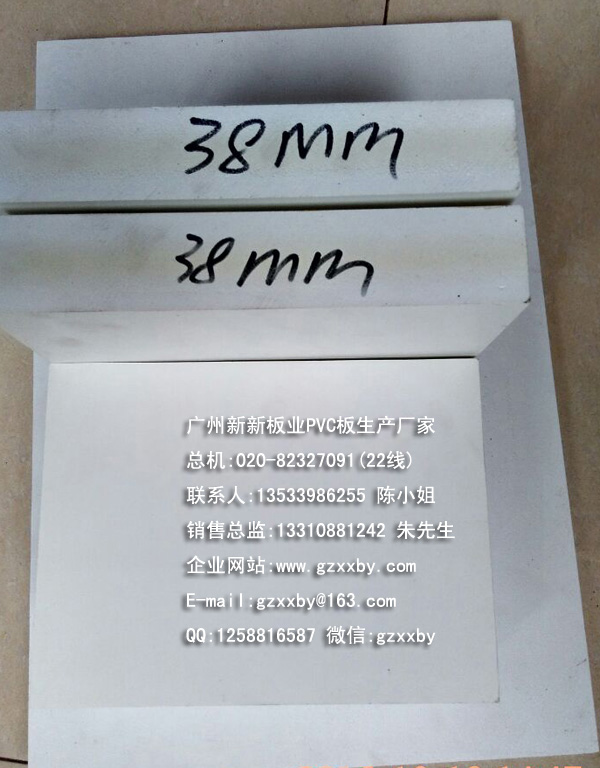 38mm
38mm
广州新新板业PVC板生产厂家
总机:020-82327091(22线)
联系人:13533986255 陈小姐
销售总监:13310881242 朱先生
企业网站:www.gzxxby.com
E-mail:gzxxby@163.com
QQ:1258816587 微信:gzxxby